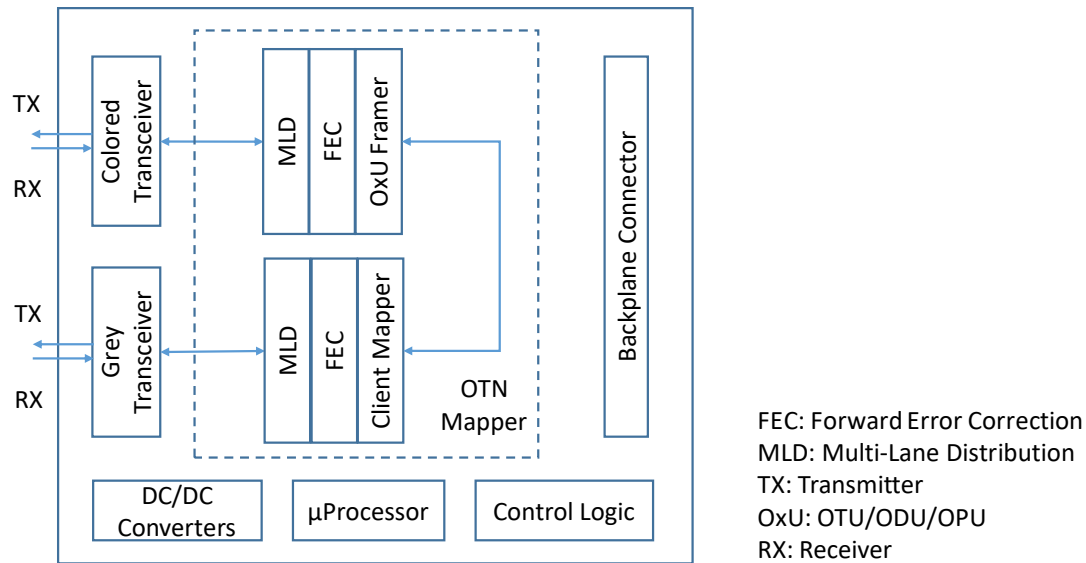 TX
RX
Colored
Transceiver
MLD
FEC
OxU Framer
Backplane Connector
TX
RX
Grey
Transceiver
MLD
FEC
Client Mapper
OTN
Mapper
DC/DC
Converters
µProcessor
Control Logic
FEC: Forward Error Correction
MLD: Multi-Lane Distribution
TX: Transmitter
OxU: OTU/ODU/OPU
RX: Receiver